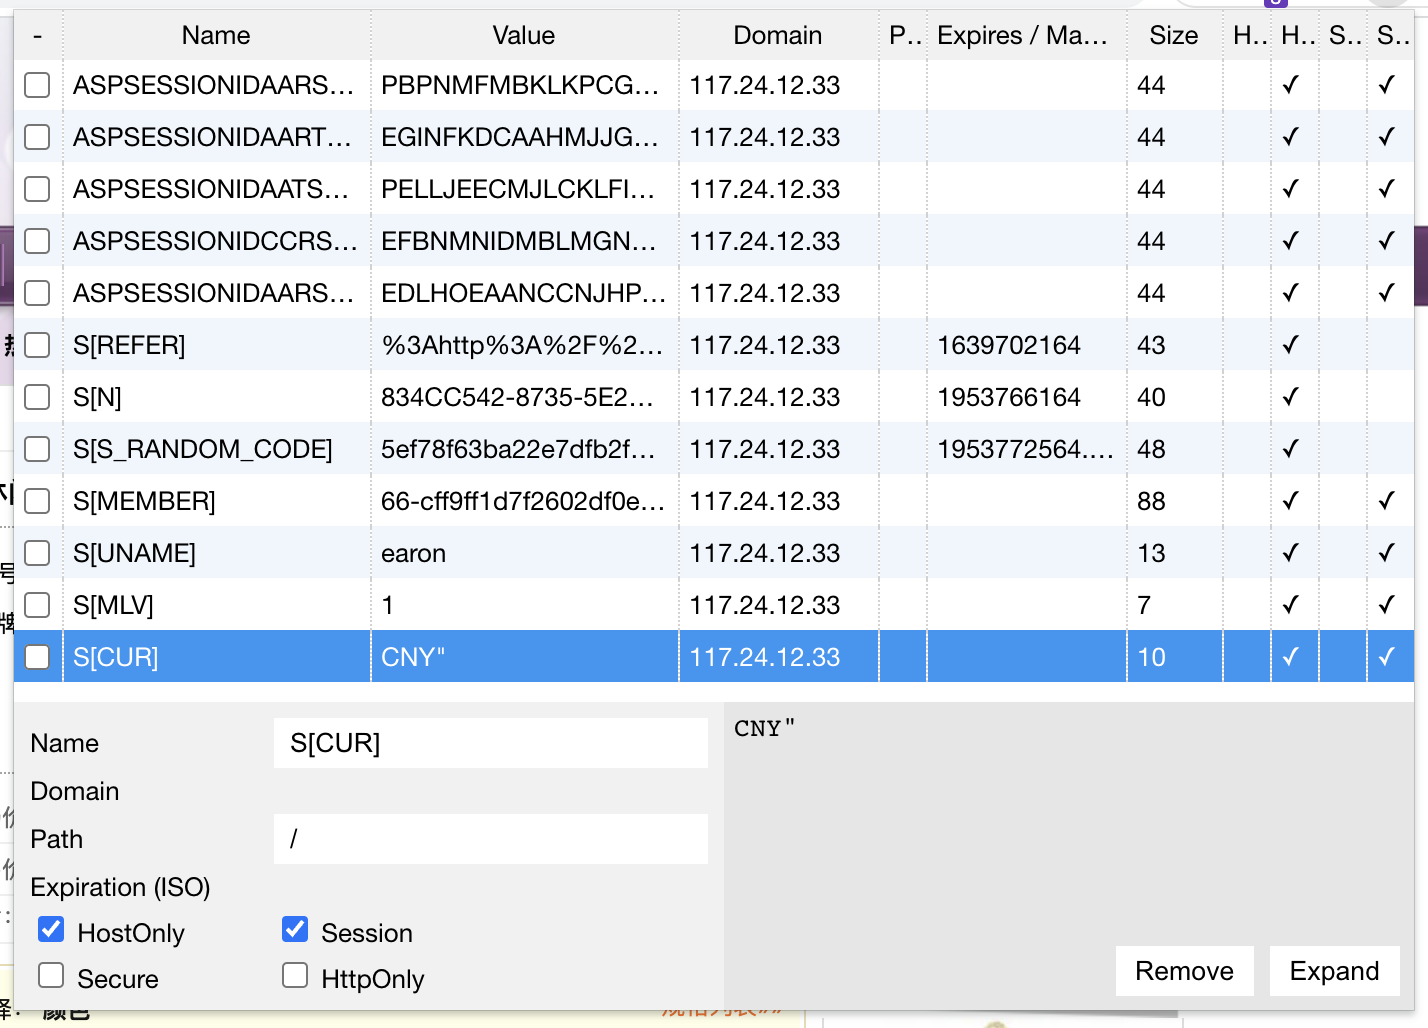 - Name Value Domain P.. Expires / Ma... Size H.. H.. S.. S..
ASPSESSIONIDAARS... PBPNMFMBKLKPCG... 117.24.12.33 44 ✓ ✓
ASPSESSIONIDAART... EGINFKDCAAHMJJG... 117.24.12.33 44 ✓ ✓
ASPSESSIONIDAATS... PELLJEECMJLCKLFI... 117.24.12.33 44 ✓ ✓
ASPSESSIONIDCCRS... EFBNMNIDMBLMGN... 117.24.12.33 44 ✓ ✓
ASPSESSIONIDAARS... EDLHOEAANCCNJHP... 117.24.12.33 44 ✓ ✓
S[REFER] %3Ahttp%3A%2F%2... 117.24.12.33 1639702164 43 ✓
S[N] 834CC542-8735-5E2... 117.24.12.33 1953766164 40 ✓
S[S_RANDOM_CODE] 5ef78f63ba22e7dfb2f... 117.24.12.33 1953772564.... 48 ✓
S[MEMBER] 66-cff9ff1d7f2602df0e... 117.24.12.33 88 ✓ ✓
S[UNAME] earon 117.24.12.33 13 ✓ ✓
S[MLV] 1 117.24.12.33 7 ✓ ✓
S[CUR] CNY" 117.24.12.33 10 ✓ ✓
Name S[CUR]
CNY"
Domain
Path /
Expiration (ISO)
HostOnly Session
Secure HttpOnly
Remove Expand